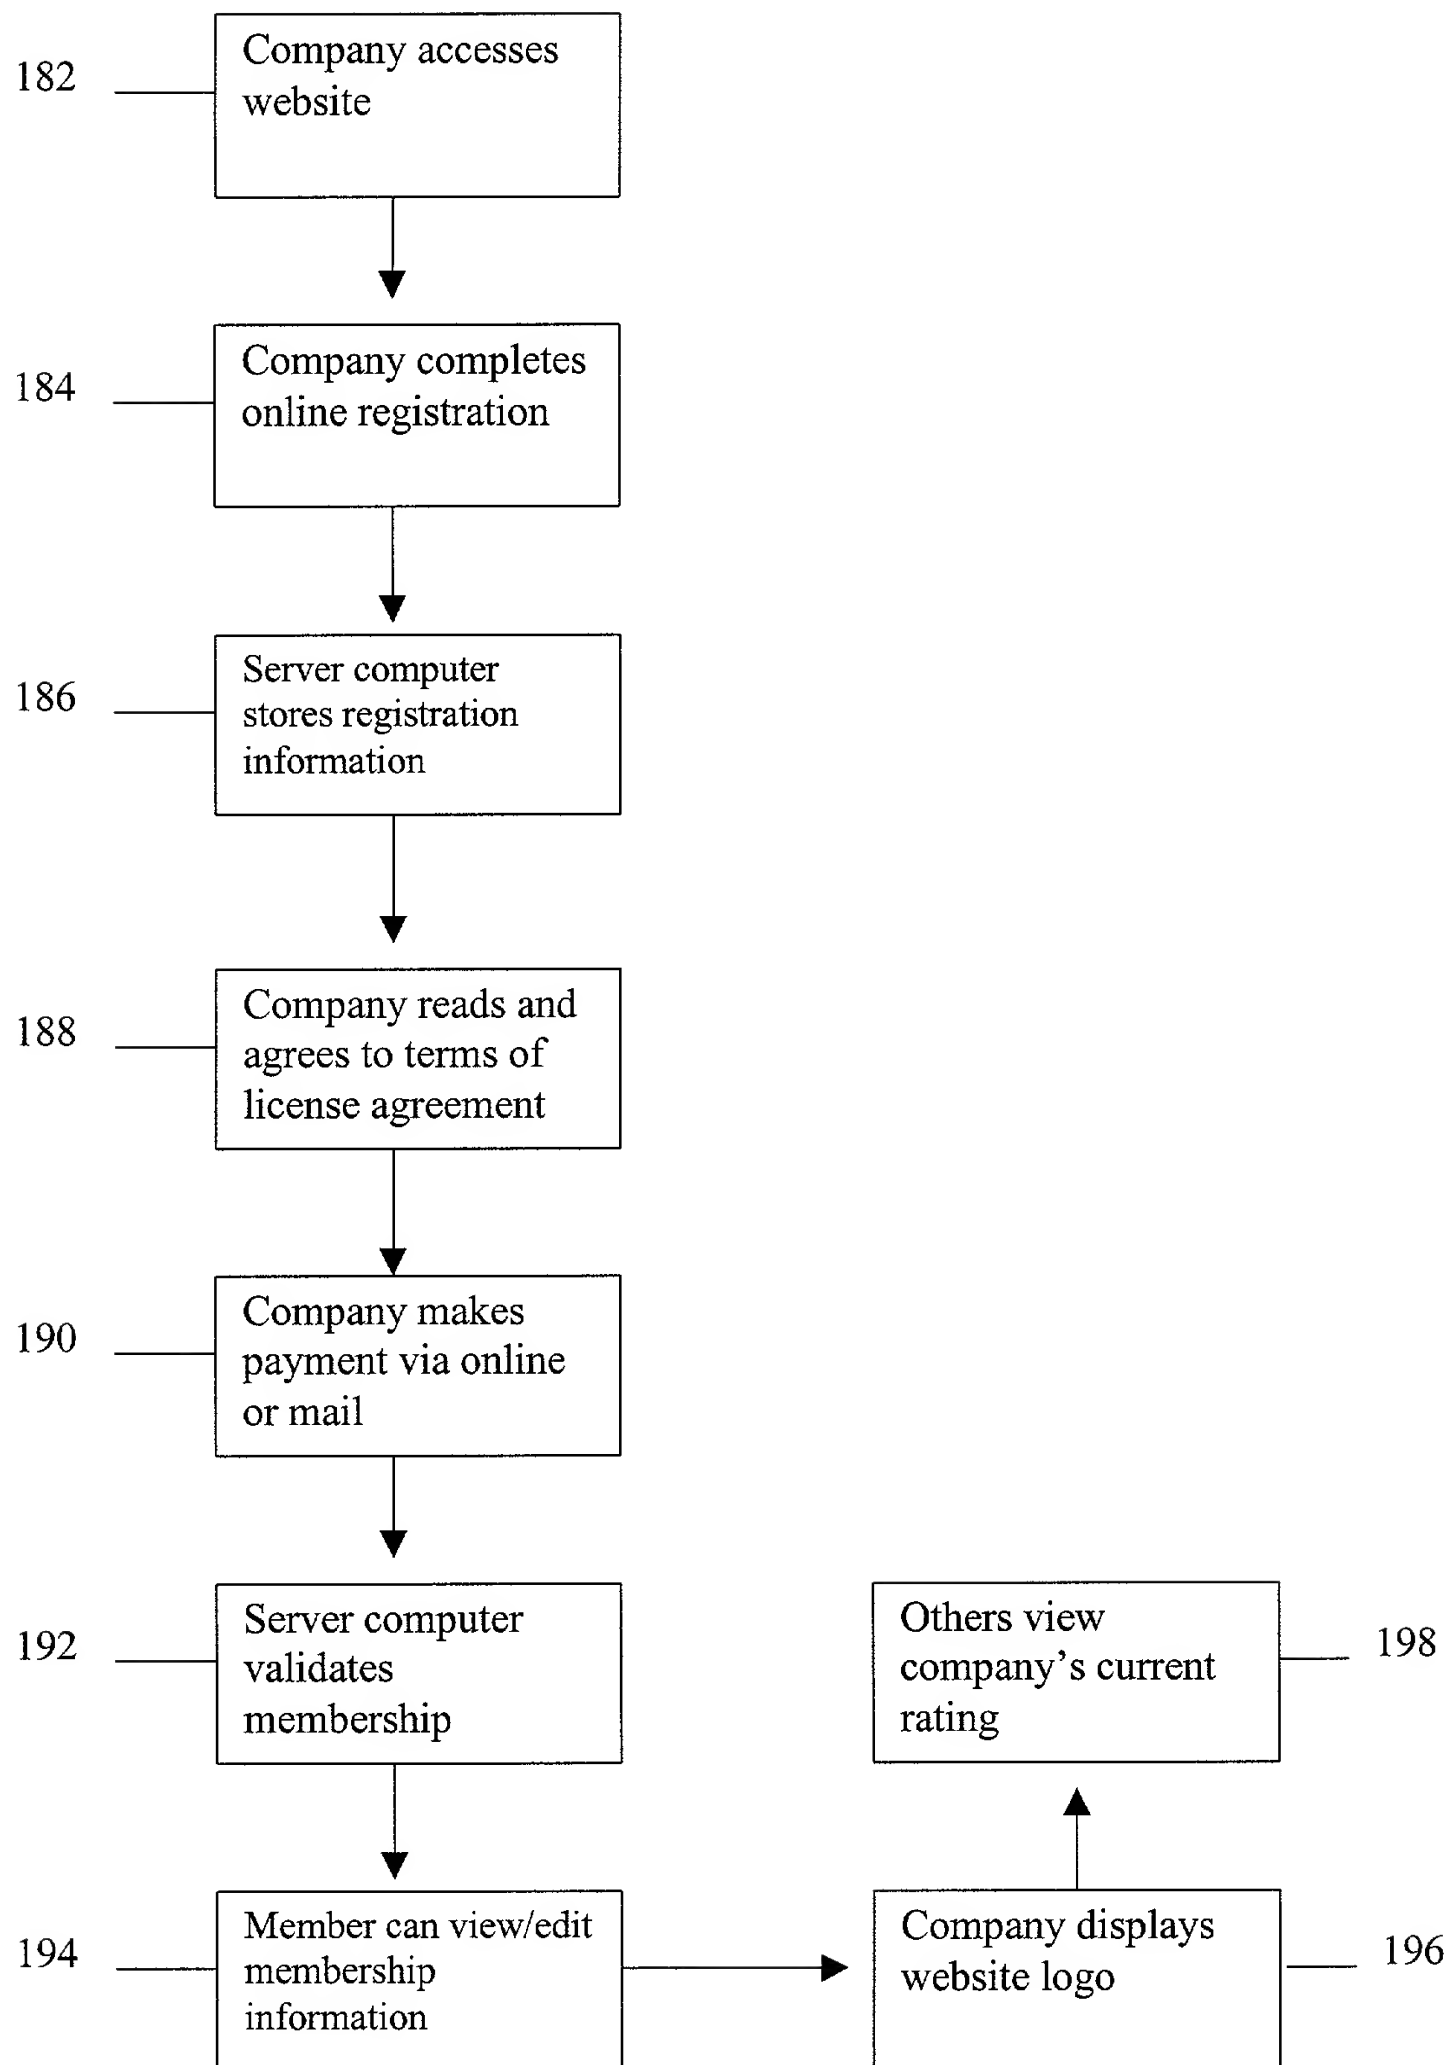 182
Company accesses
website
184
Company completes
online registration
186
Server computer
stores registration
information
188
Company reads and
agrees to terms of
license agreement
190
Company makes
payment via online
or mail
192
Server computer
validates
membership
194
Member can view/edit
membership
information
Company displays
website logo
196
Others view
company’s current
rating
198